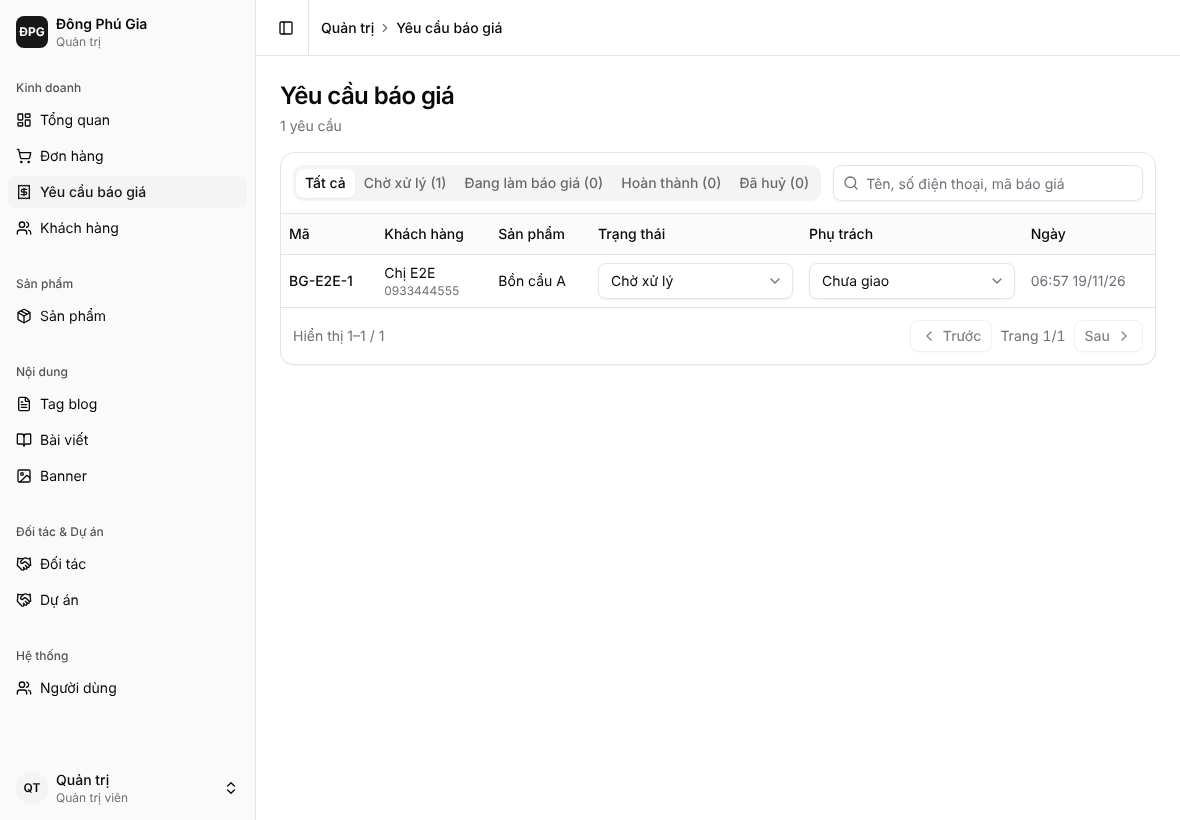 ĐPG
Đông Phú Gia
Quản trị
Kinh doanh
Tổng quan
Đơn hàng
Yêu cầu báo giá
Khách hàng
Sản phẩm
Sản phẩm
Nội dung
Tag blog
Bài viết
Banner
Đối tác & Dự án
Đối tác
Dự án
Hệ thống
Người dùng
QT
Quản trị
Quản trị viên
Quản trị > Yêu cầu báo giá
Yêu cầu báo giá
1 yêu cầu
Tất cả Chờ xử lý (1) Đang làm báo giá (0) Hoàn thành (0) Đã huỷ (0) Tên, số điện thoại, mã báo giá
Mã Khách hàng Sản phẩm Trạng thái Phụ trách Ngày
BG-E2E-1 Chị E2E Bồn cầu A Chờ xử lý Chưa giao 06:57 19/11/26
0933444555
Hiển thị 1–1 / 1 Trước Trang 1/1 Sau